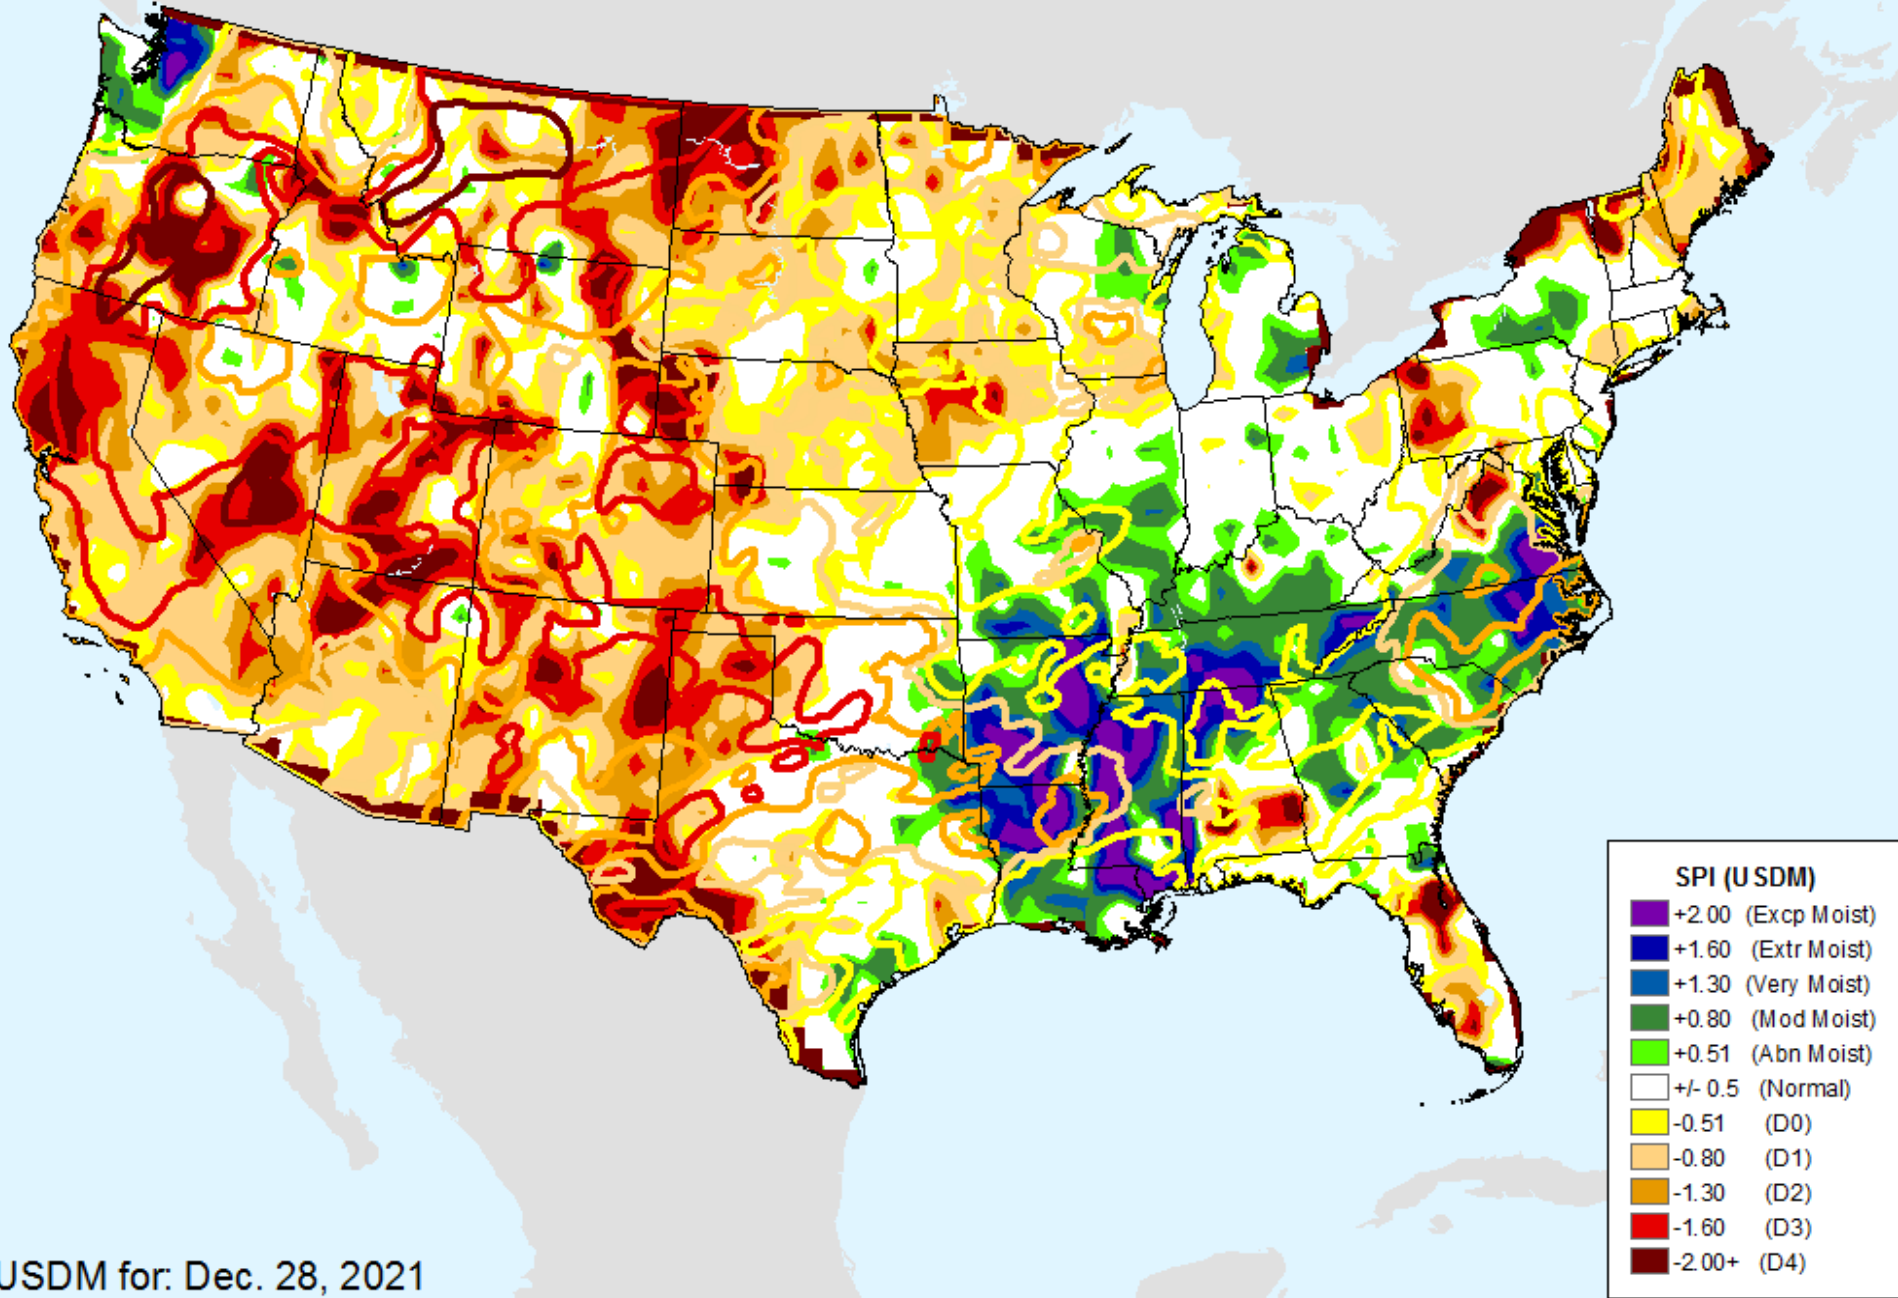 SPI (USDM)
+2.00 (Excp Moist)
+1.60 (Extr Moist)
+1.30 (Very Moist)
+0.80 (Mod Moist)
+0.51 (Abn Moist)
+/- 0.5 (Normal)
-0.51 (D0)
-0.80 (D1)
-1.30 (D2)
-1.60 (D3)
-2.00+ (D4)
USDM for: Dec. 28, 2021